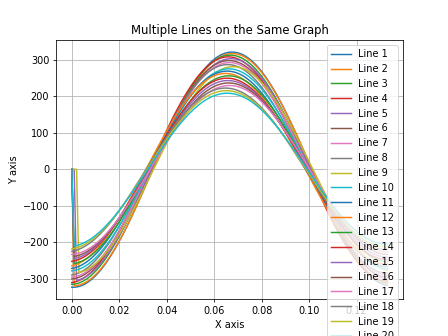 Multiple Lines on the Same Graph
300
200
100
0
−100
−200
−300
Y axis
0.00
0.02
0.04
0.06
0.08
0.10
X axis
Line 1
Line 2
Line 3
Line 4
Line 5
Line 6
Line 7
Line 8
Line 9
Line 10
Line 11
Line 12
Line 13
Line 14
Line 15
Line 16
Line 17
Line 18
Line 19
Line 20